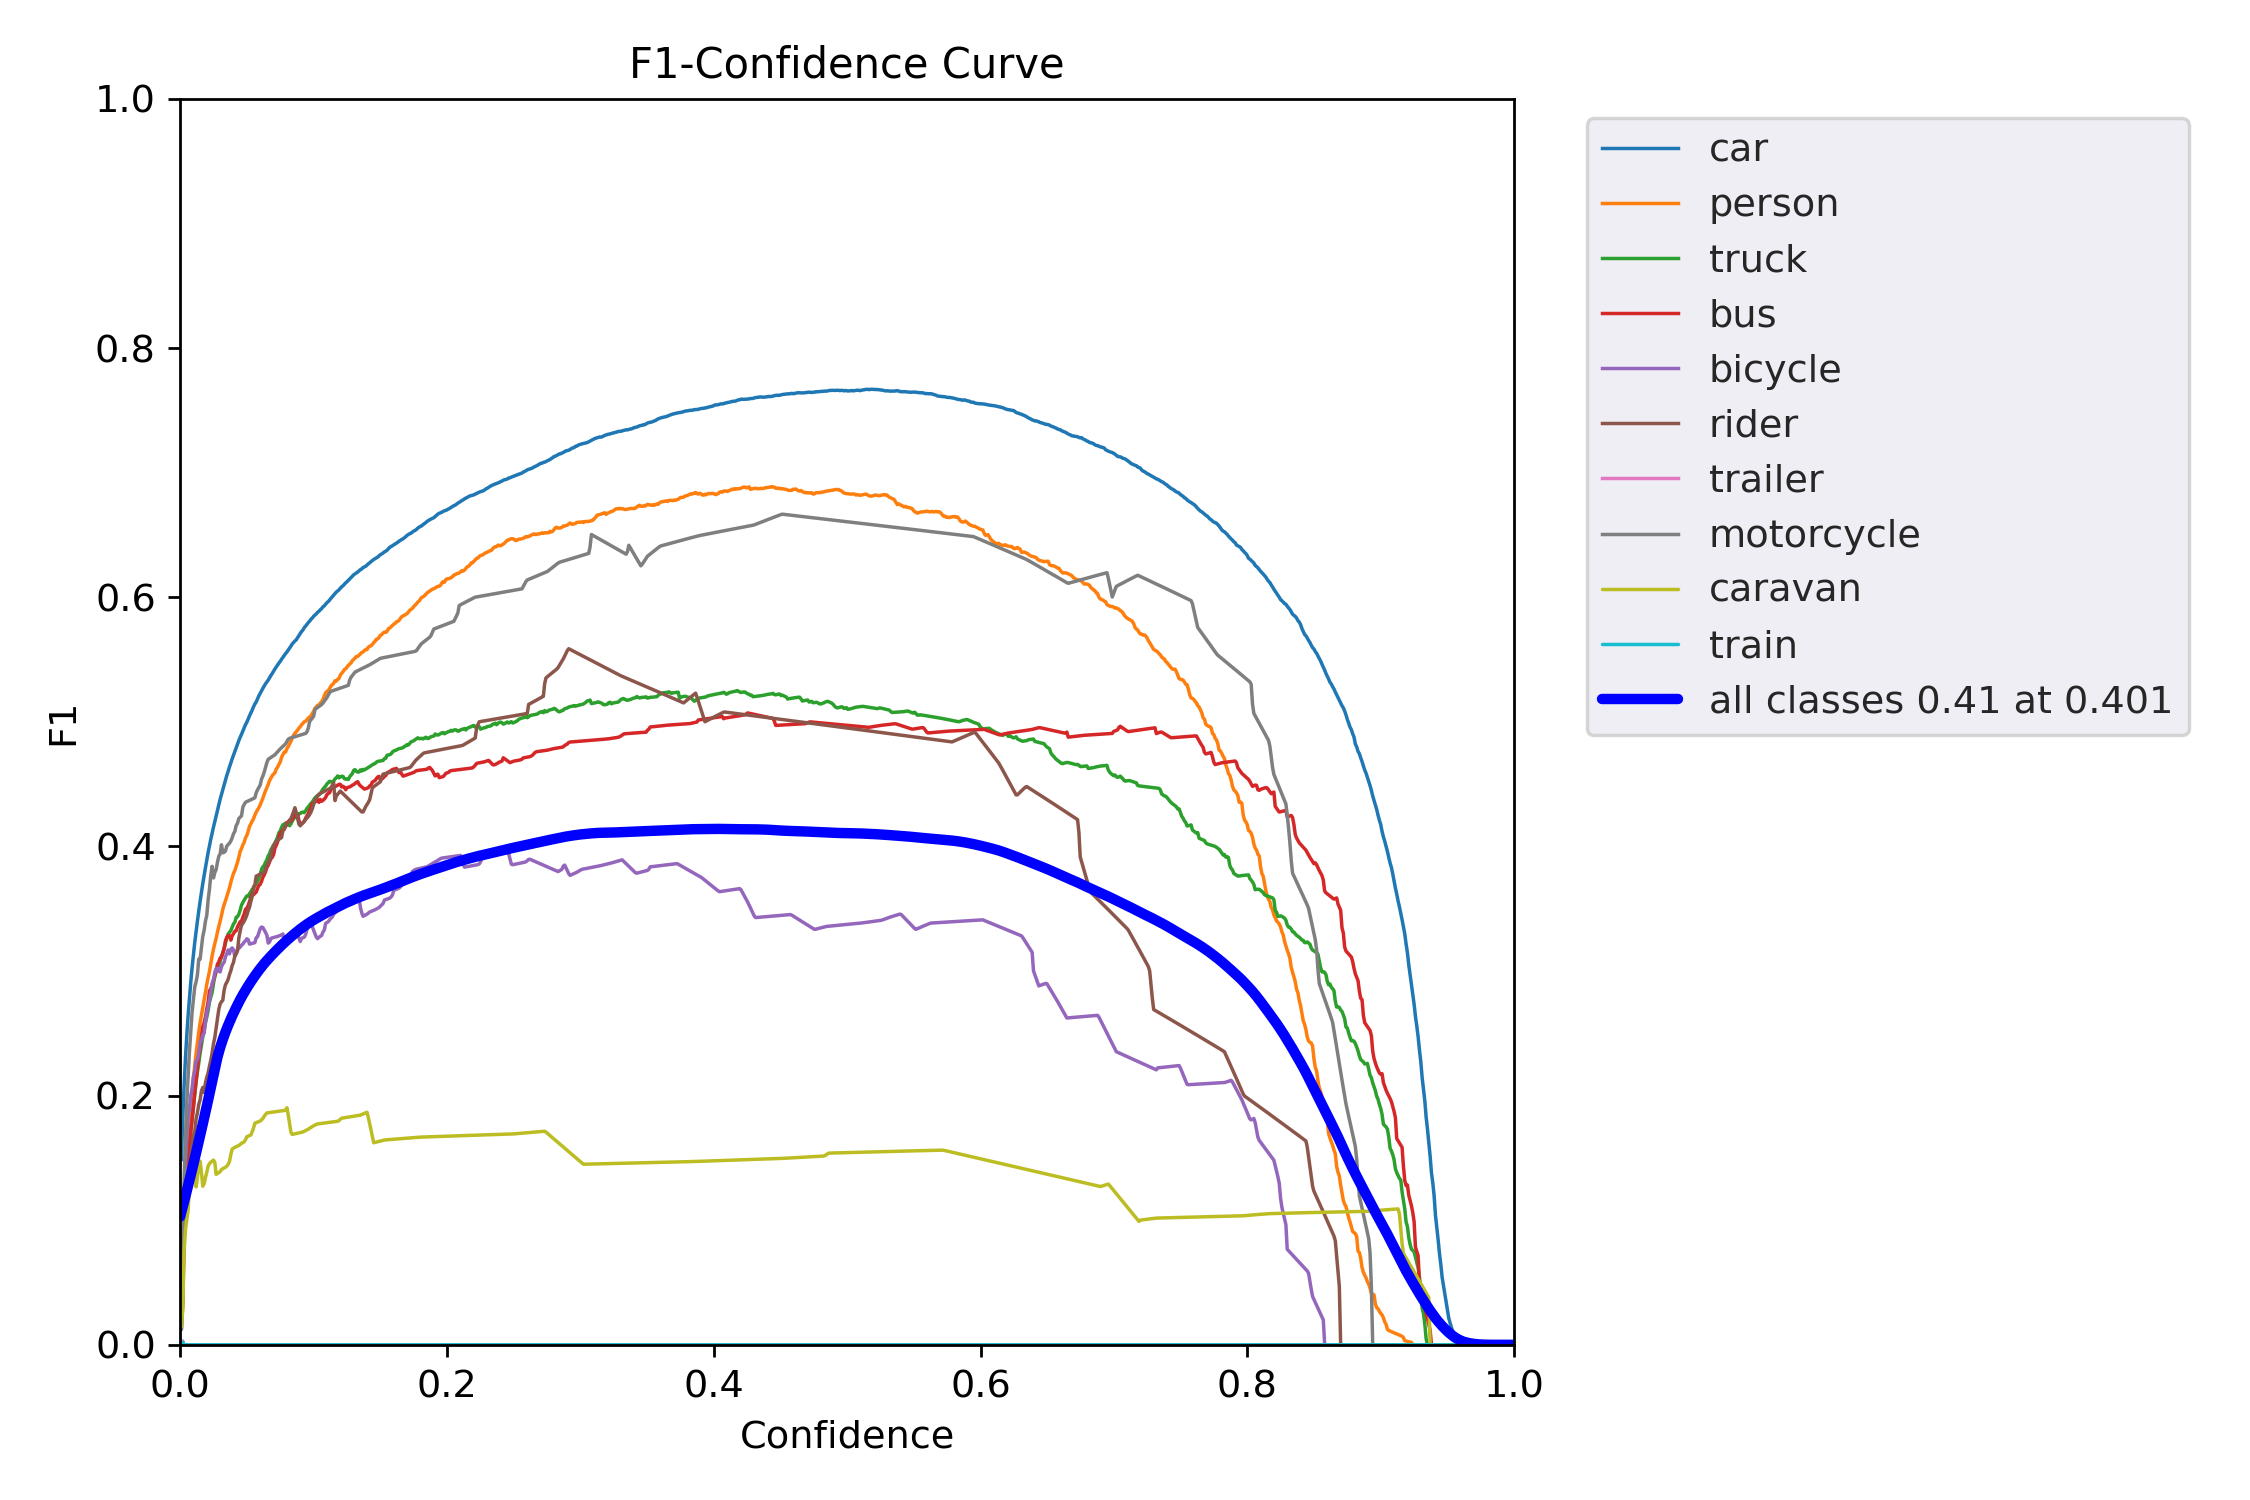 F1-Confidence Curve
1.0
0.8
0.6
0.4
0.2
0.0
F1
0.0 0.2 0.4 0.6 0.8 1.0
Confidence
car
person
truck
bus
bicycle
rider
trailer
motorcycle
caravan
train
all classes 0.41 at 0.401